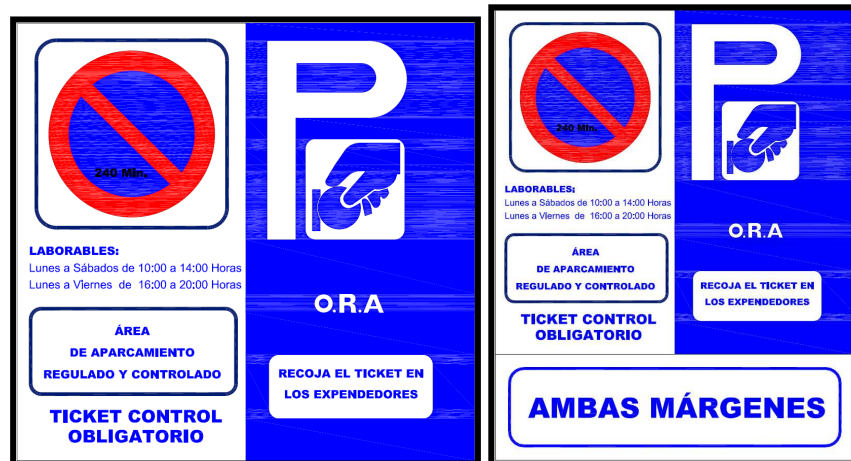 240 Min.
LABORABLES:
Lunes a Sábados de 10:00 a 14:00 Horas
Lunes a Viernes de 16:00 a 20:00 Horas
ÁREA
DE APARCAMIENTO
REGULADO Y CONTROLADO
TICKET CONTROL
OBLIGATORIO
P
O.R.A
RECOJA EL TICKET EN
LOS EXPENDEDORES
240 Min.
LABORABLES:
Lunes a Sábados de 10:00 a 14:00 Horas
Lunes a Viernes de 16:00 a 20:00 Horas
ÁREA
DE APARCAMIENTO
REGULADO Y CONTROLADO
TICKET CONTROL
OBLIGATORIO
P
O.R.A
RECOJA EL TICKET EN
LOS EXPENDEDORES
AMBAS MÁRGENES